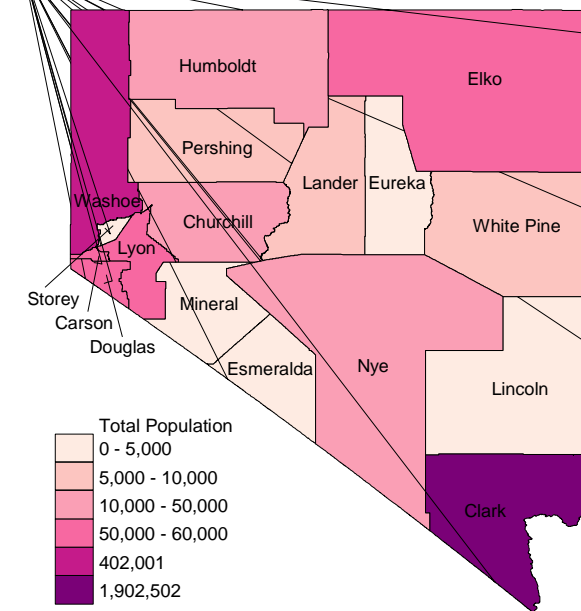 Humboldt
Elko
Pershing
Lander
Eureka
Washoe
Churchill
White Pine
Lyon
Storey
Carson
Douglas
Mineral
Esmeralda
Nye
Lincoln
Clark
Total Population
0 - 5,000
5,000 - 10,000
10,000 - 50,000
50,000 - 60,000
402,001
1,902,502